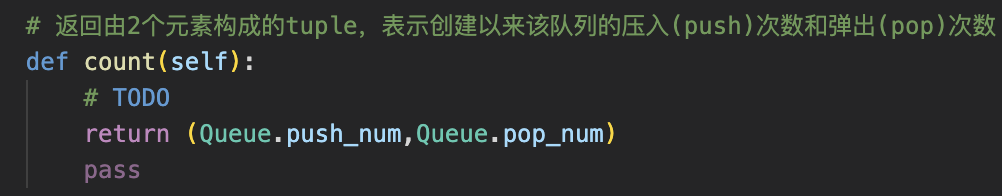 # 返回由2个元素构成的tuple，表示创建以来该队列的压入(push)次数和弹出(pop)次数
def count(self):
    # TODO
    return (Queue.push_num,Queue.pop_num)
    pass